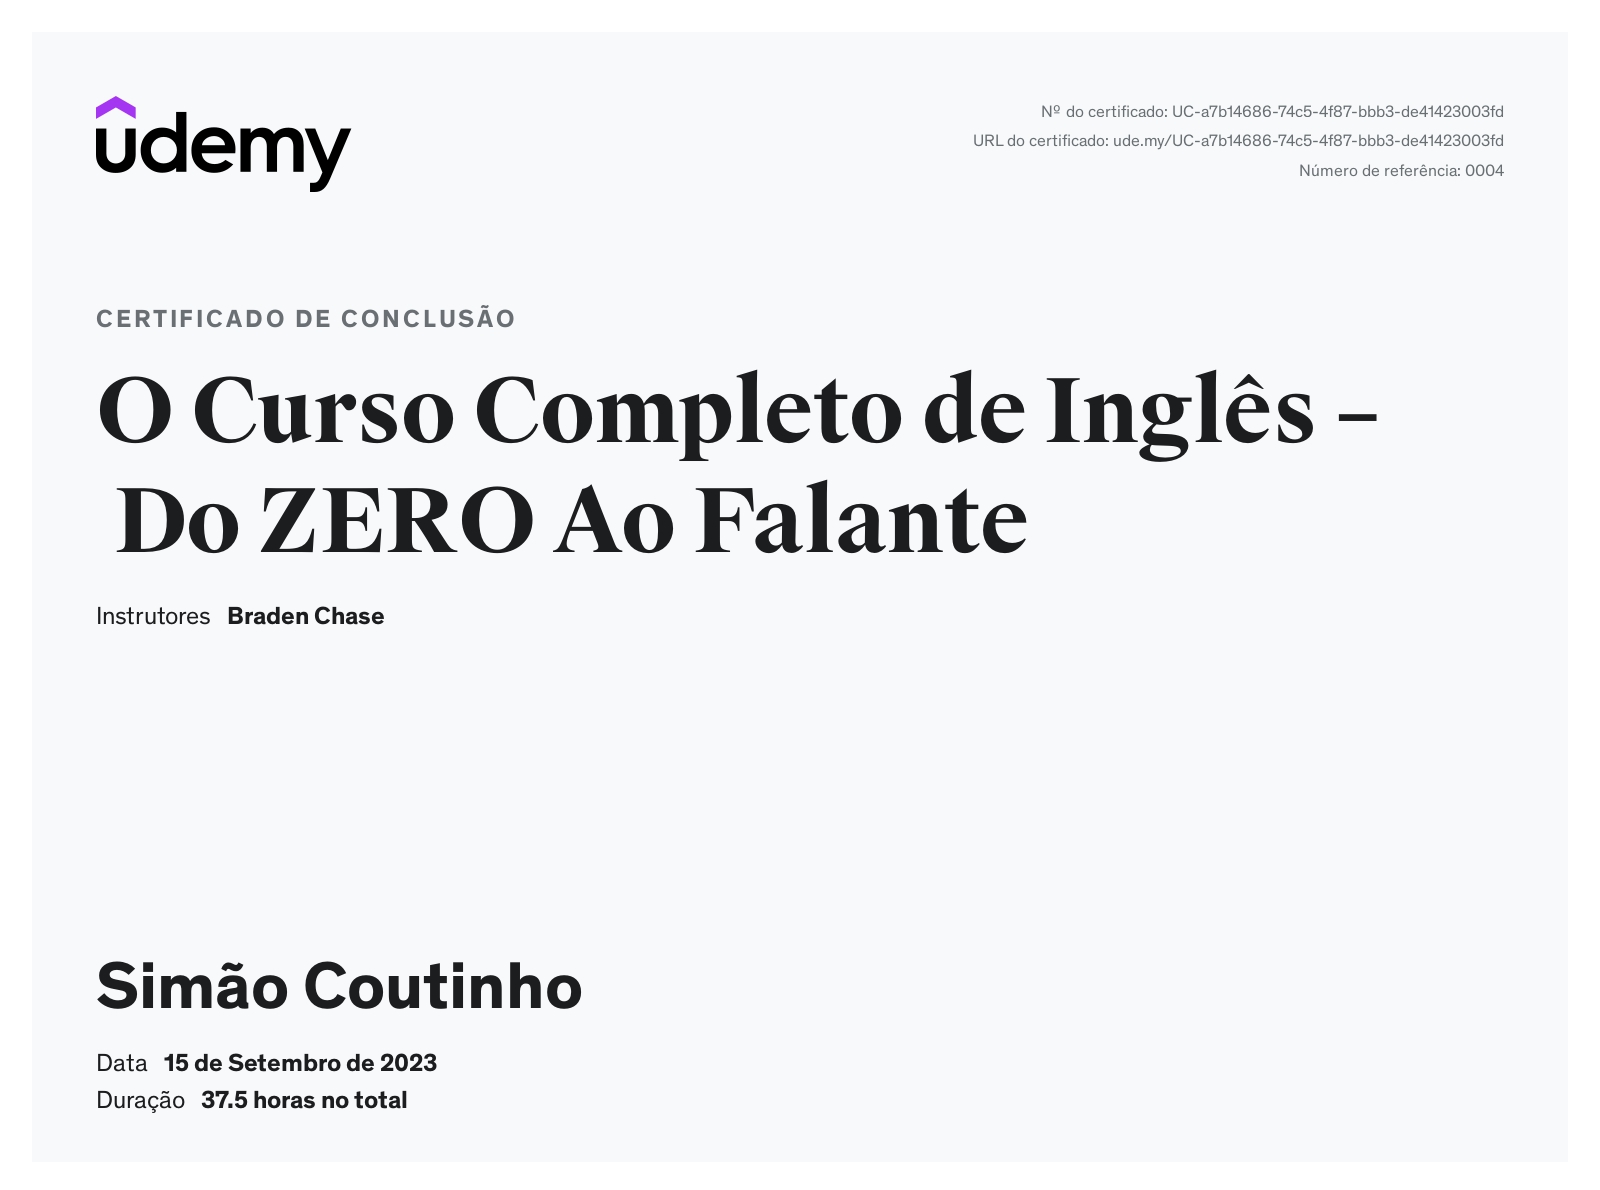 udemy
Nº do certificado: UC-a7b14686-74c5-4f87-bbb3-de41423003fd
URL do certificado: ude.my/UC-a7b14686-74c5-4f87-bbb3-de41423003fd
Número de referência: 0004
CERTIFICADO DE CONCLUSÃO
O Curso Completo de Inglês –
Do ZERO Ao Falante
Instrutores Braden Chase
Simão Coutinho
Data 15 de Setembro de 2023
Duração 37.5 horas no total